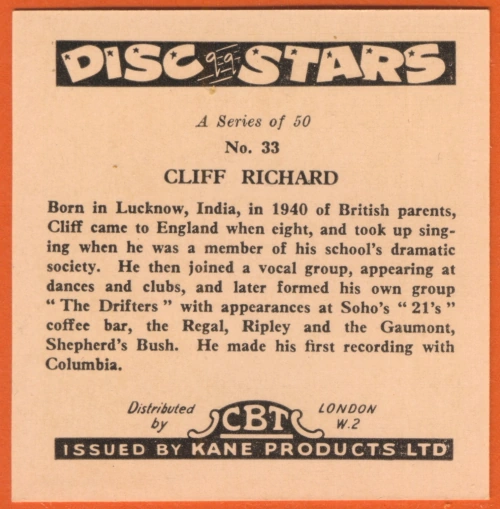 DISC STARS
A Series of 50
No. 33
CLIFF RICHARD
Born in Lucknow, India, in 1940 of British parents,
Cliff came to England when eight, and took up sing-
ing when he was a member of his school's dramatic
society. He then joined a vocal group, appearing at
dances and clubs, and later formed his own group
“The Drifters” with appearances at Soho's “21's”
coffee bar, the Regal, Ripley and the Gaumont,
Shepherd's Bush. He made his first recording with
Columbia.
Distributed by CBT LONDON W.2
ISSUED BY KANE PRODUCTS LTD